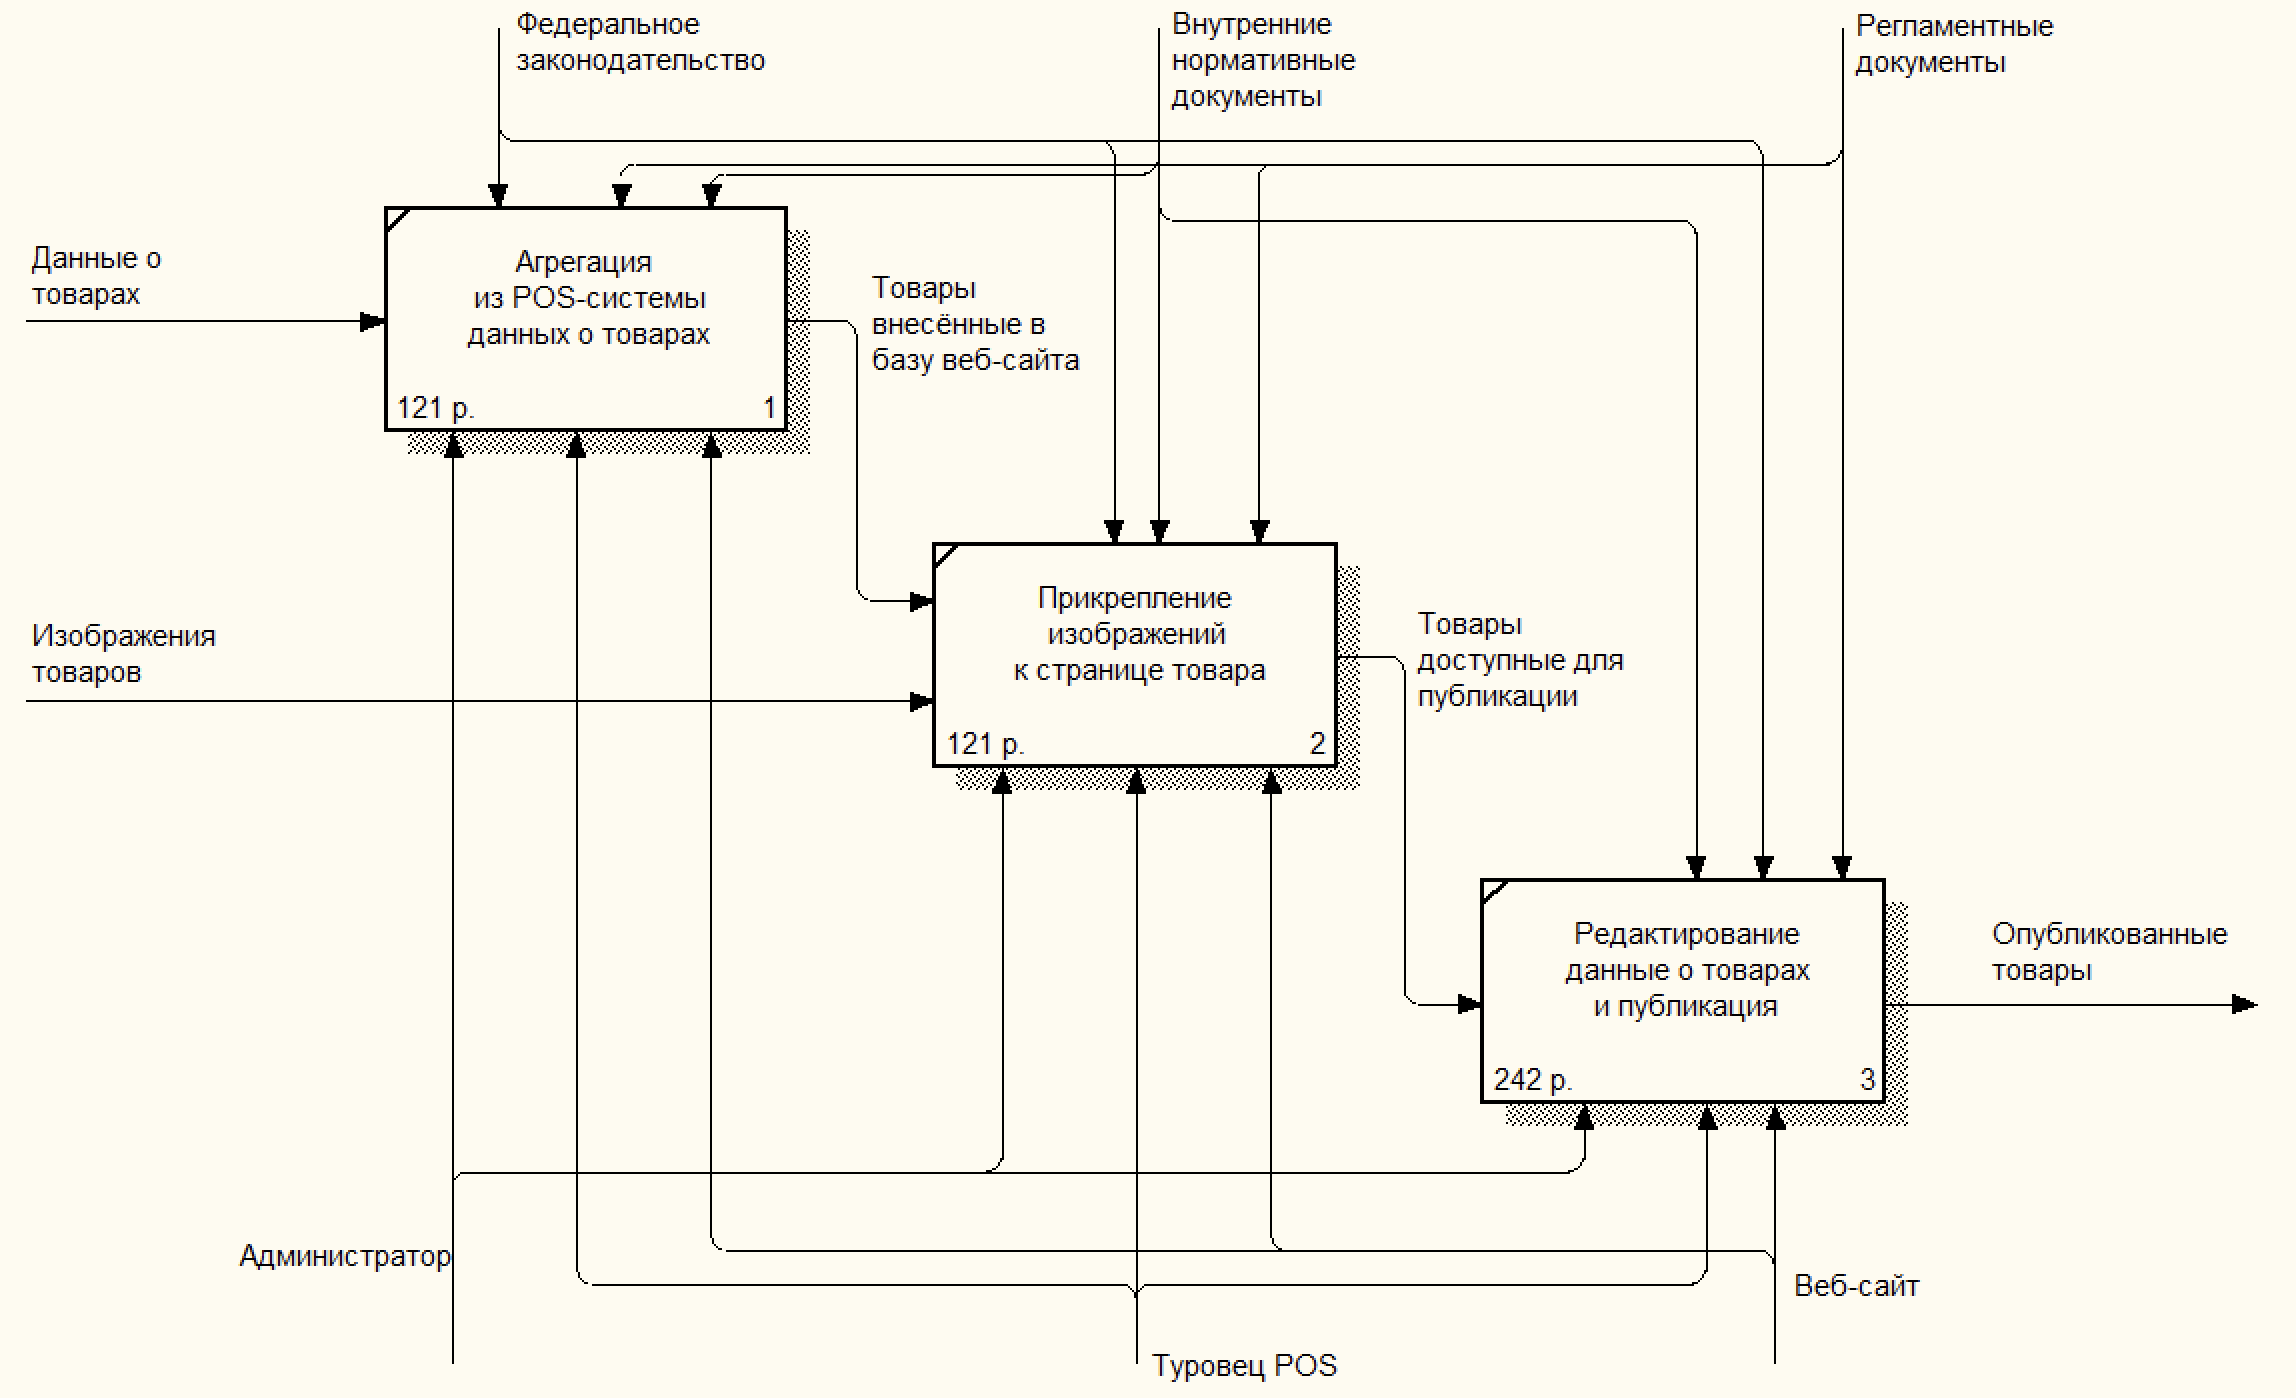 Федеральное
законодательство
Внутренние
нормативные
документы
Регламентные
документы
Данные о
товарах
Агрегация
из POS-системы
данных о товарах
121 р.
1
Товары
внесённые в
базу веб-сайта
Изображения
товаров
Прикрепление
изображений
к странице товара
121 р.
2
Товары
доступные для
публикации
Редактирование
данные о товарах
и публикация
242 р.
3
Опубликованные
товары
Администратор
Веб-сайт
Туровец POS